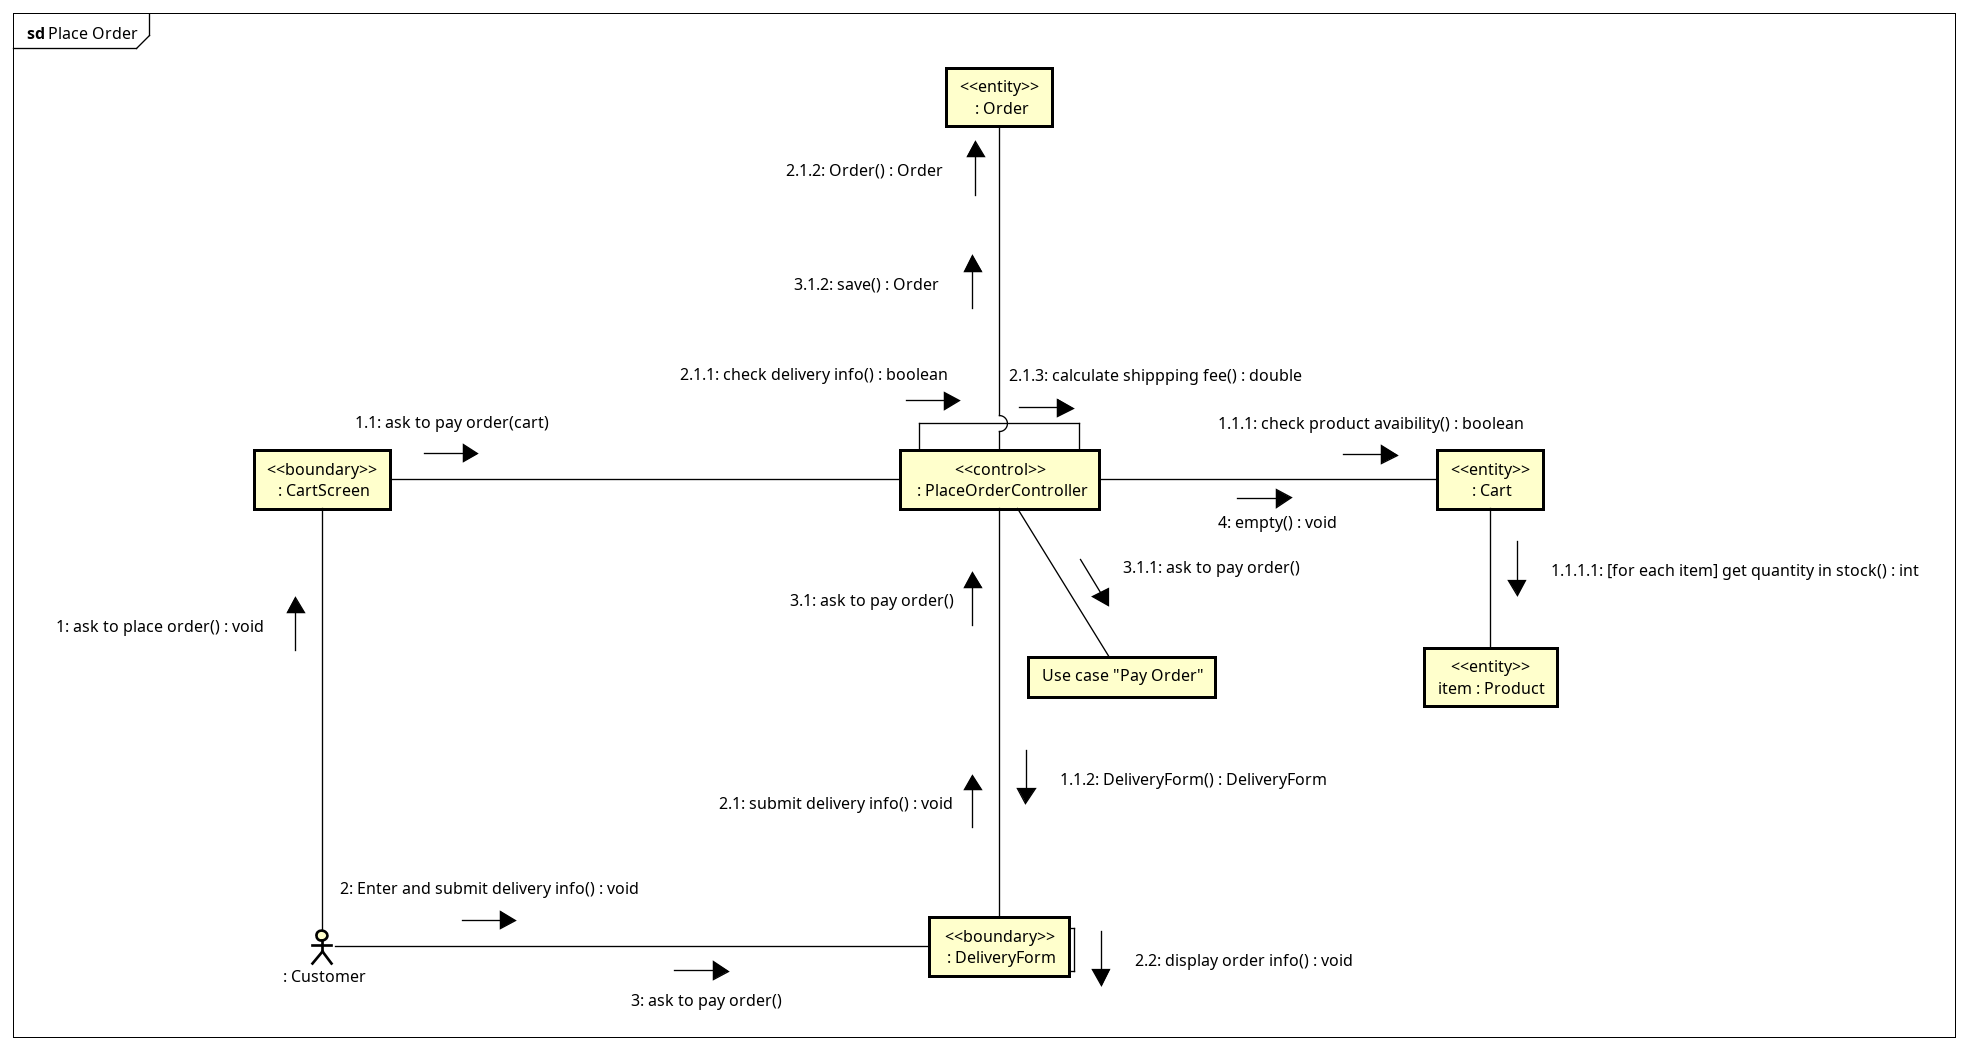 sd Place Order
<<entity>>
: Order
2.1.2: Order() : Order
3.1.2: save() : Order
2.1.1: check delivery info() : boolean
2.1.3: calculate shippping fee() : double
1.1: ask to pay order(cart)
1.1.1: check product avaibility() : boolean
<<boundary>>
: CartScreen
<<control>>
: PlaceOrderController
<<entity>>
: Cart
4: empty() : void
3.1.1: ask to pay order()
1.1.1.1: [for each item] get quantity in stock() : int
3.1: ask to pay order()
1: ask to place order() : void
Use case "Pay Order"
<<entity>>
item : Product
1.1.2: DeliveryForm() : DeliveryForm
2.1: submit delivery info() : void
2: Enter and submit delivery info() : void
<<boundary>>
: DeliveryForm
2.2: display order info() : void
: Customer
3: ask to pay order()